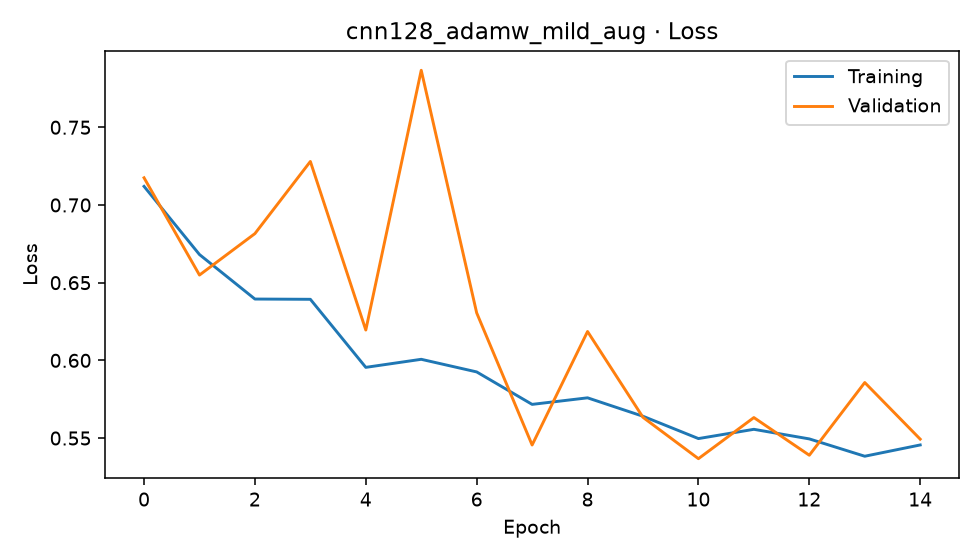 cnn128_adamw_mild_aug · Loss
Training
Validation
Loss
0.75
0.70
0.65
0.60
0.55
0 2 4 6 8 10 12 14
Epoch